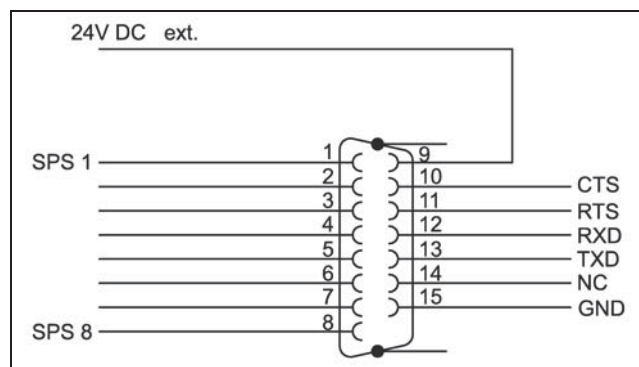 24V DC ext.
1 9
SPS 1
2 10 CTS
3 11 RTS
4 12 RXD
5 13 TXD
6 14 NC
7 15 GND
8
SPS 8